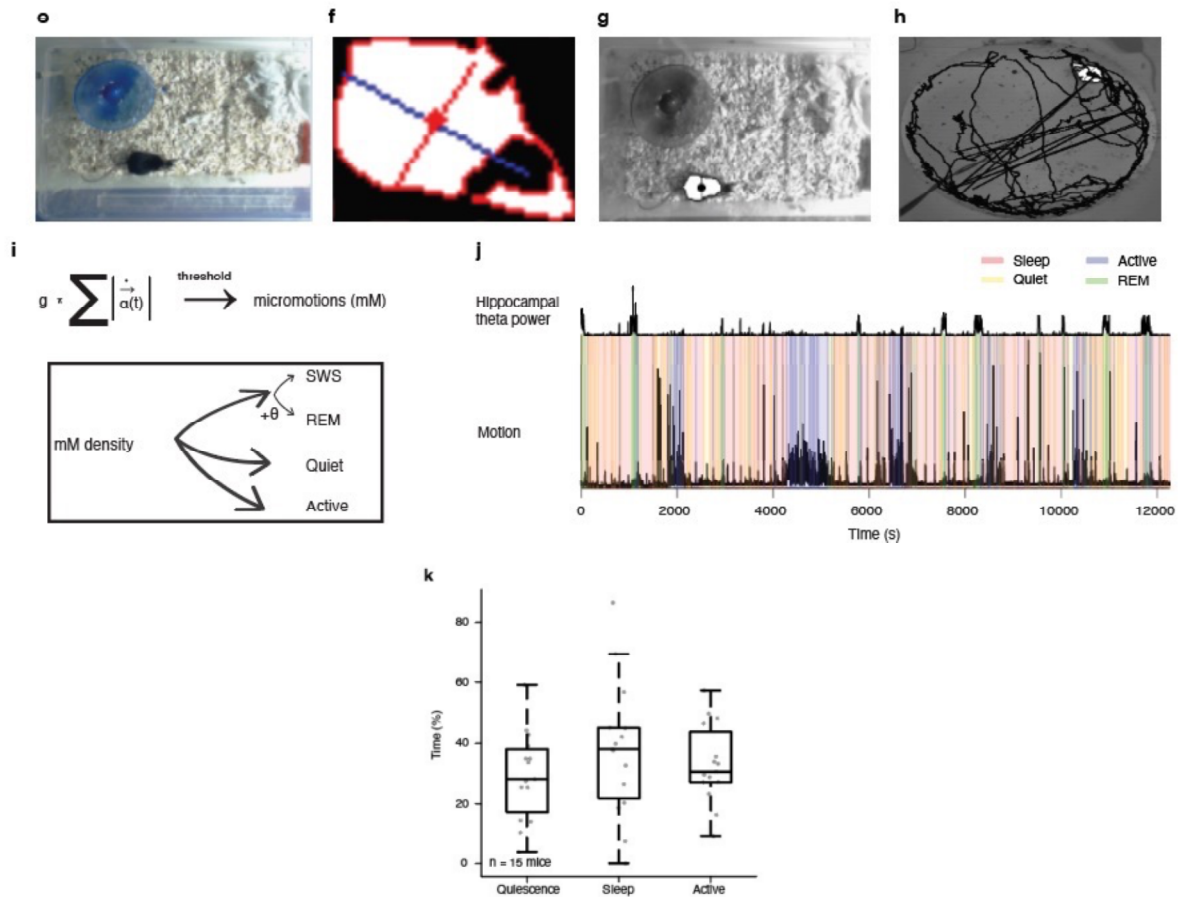 e f g h
i
g * ∑ | α(t) | threshold micromotions (mM)
mM density
+θ
SWS
REM
Quiet
Active
j
Sleep Active
Quiet REM
Hippocampal
theta power
Motion
0 2000 4000 6000 8000 10000 12000
Time (s)
k
Time (%)
80
60
40
20
0
n = 15 mice
Quiescence Sleep Active